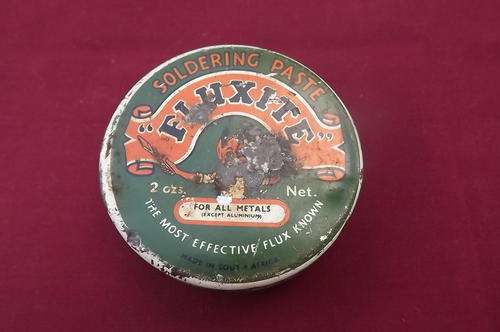 SOLDERING PASTE
"FLUXITE"
2 ozs. Net.
FOR ALL METALS
(EXCEPT ALUMINIUM)
THE MOST EFFECTIVE FLUX KNOWN
MADE IN SOUTH AFRICA